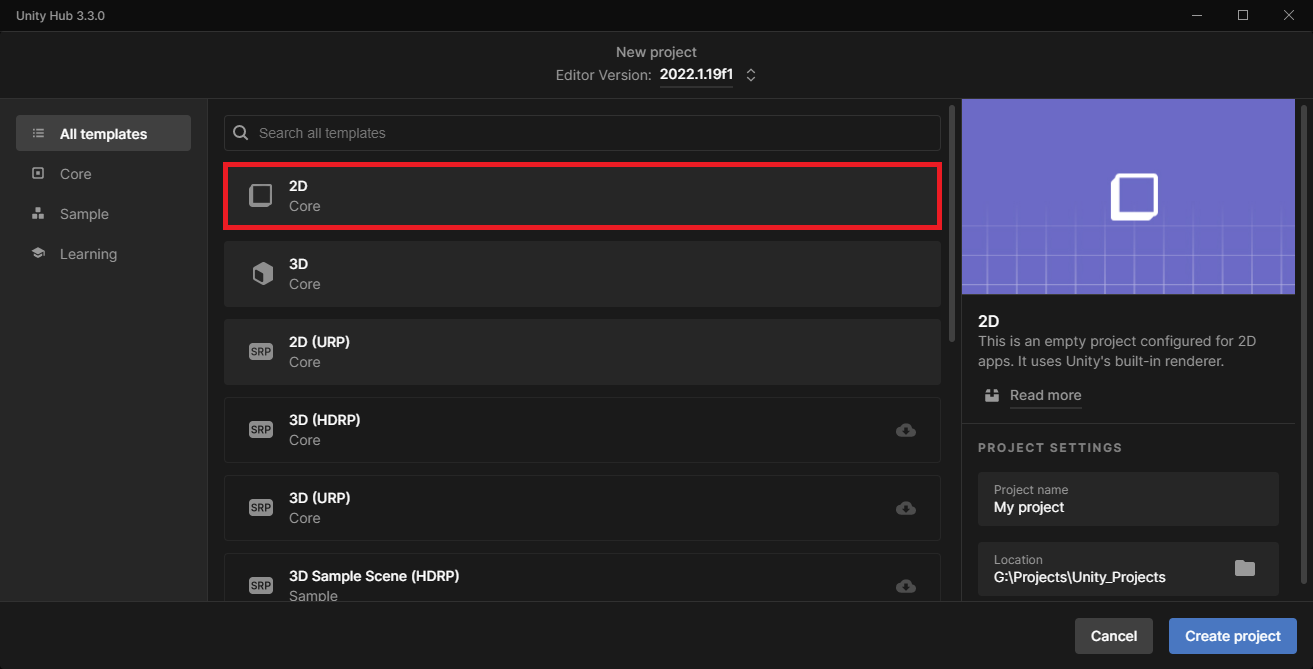 Unity Hub 3.3.0
New project
Editor Version: 2022.1.19f1
All templates
Core
Sample
Learning
Search all templates
2D
Core
3D
Core
SRP
2D (URP)
Core
SRP
3D (HDRP)
Core
SRP
3D (URP)
Core
SRP
3D Sample Scene (HDRP)
Sample
2D
This is an empty project configured for 2D
apps. It uses Unity's built-in renderer.
Read more
PROJECT SETTINGS
Project name
My project
Location
G:\Projects\Unity_Projects
Cancel
Create project